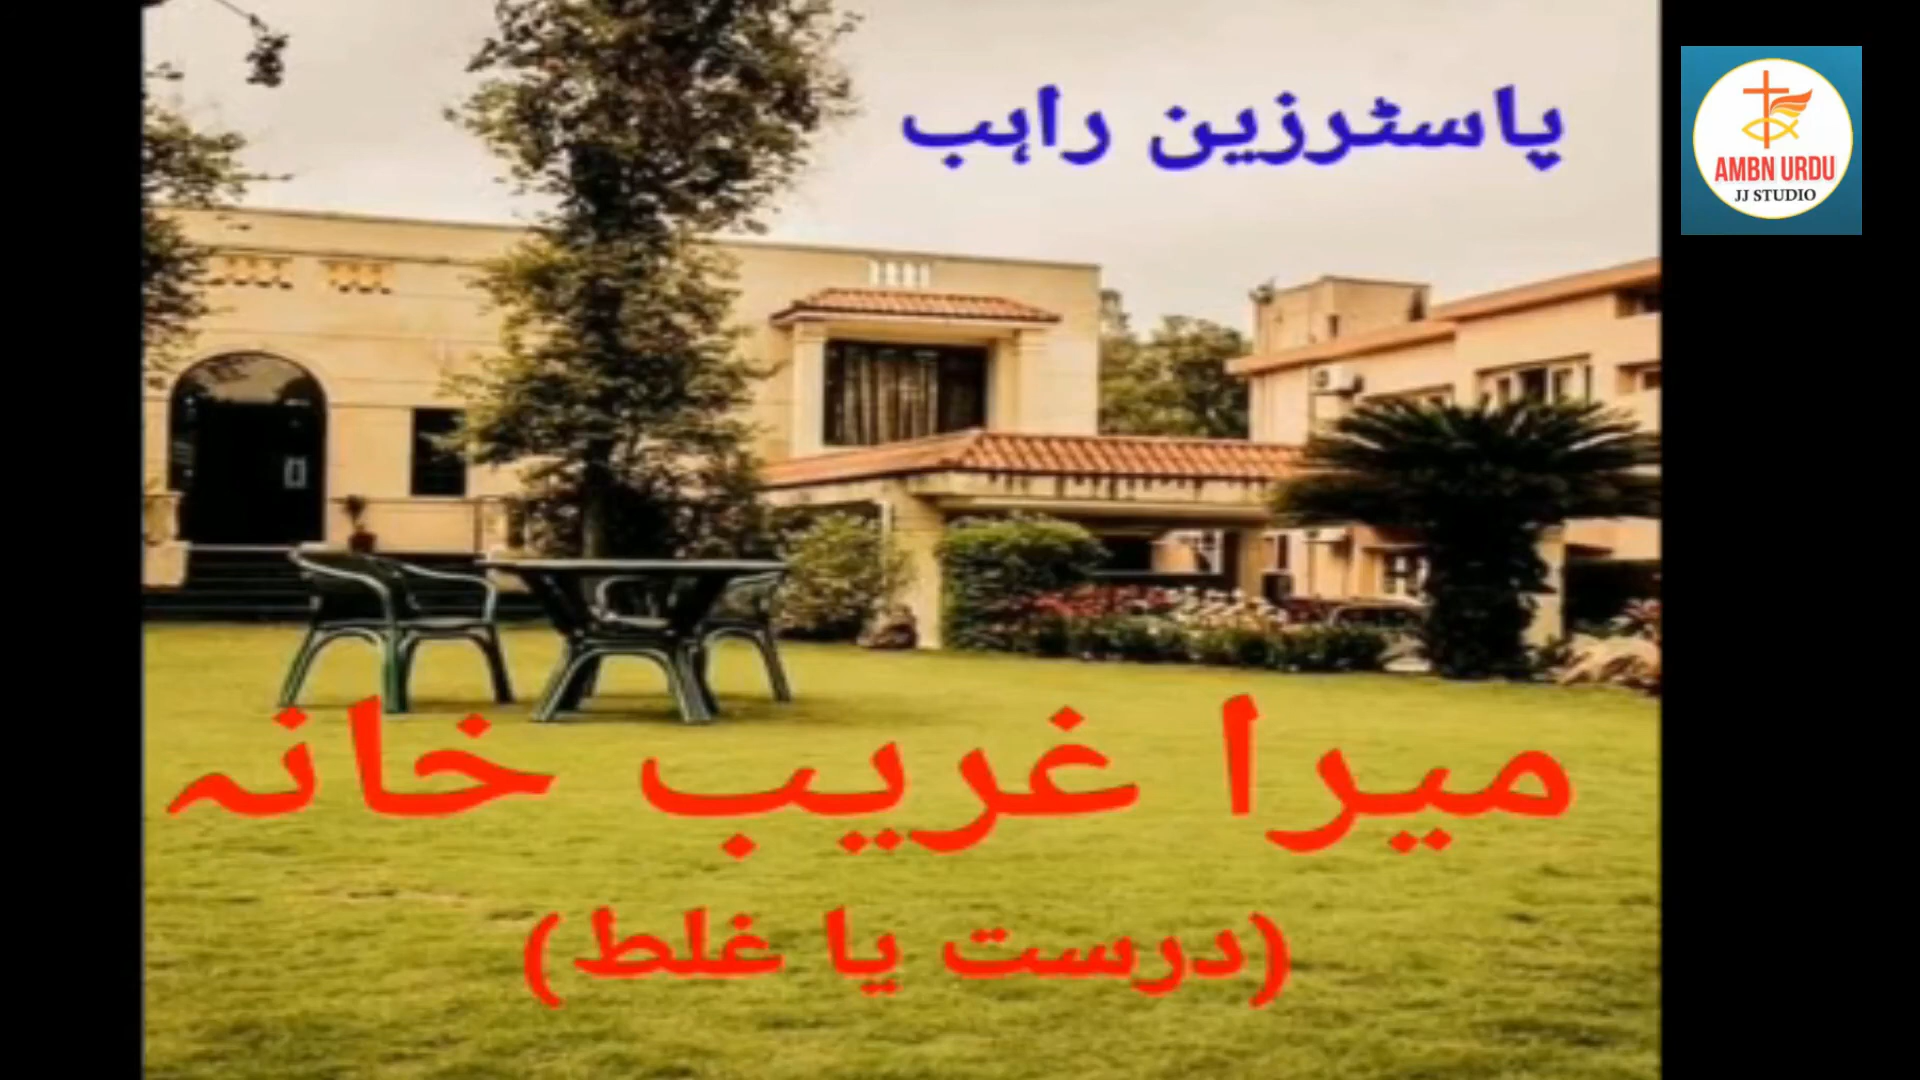 پاسٹرزین راہب
AMBN URDU
JJ STUDIO
میرا غریب خانہ
(درست یا غلط)